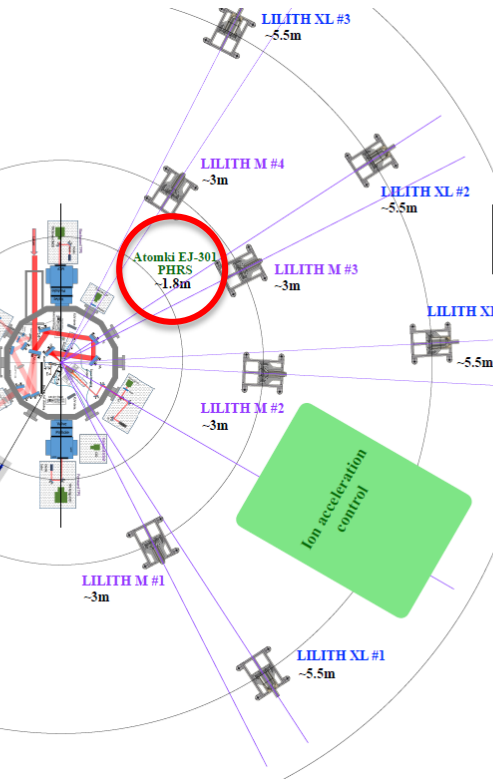 LILITH XL #3
~5.5m
LILITH M #4
~3m
LILITH XL #2
~5.5m
Atomki EJ-301
PHRS
~1.8m
LILITH M #3
~3m
LILITH XL
~5.5m
LILITH M #2
~3m
Ion acceleration
control
LILITH M #1
~3m
LILITH XL #1
~5.5m